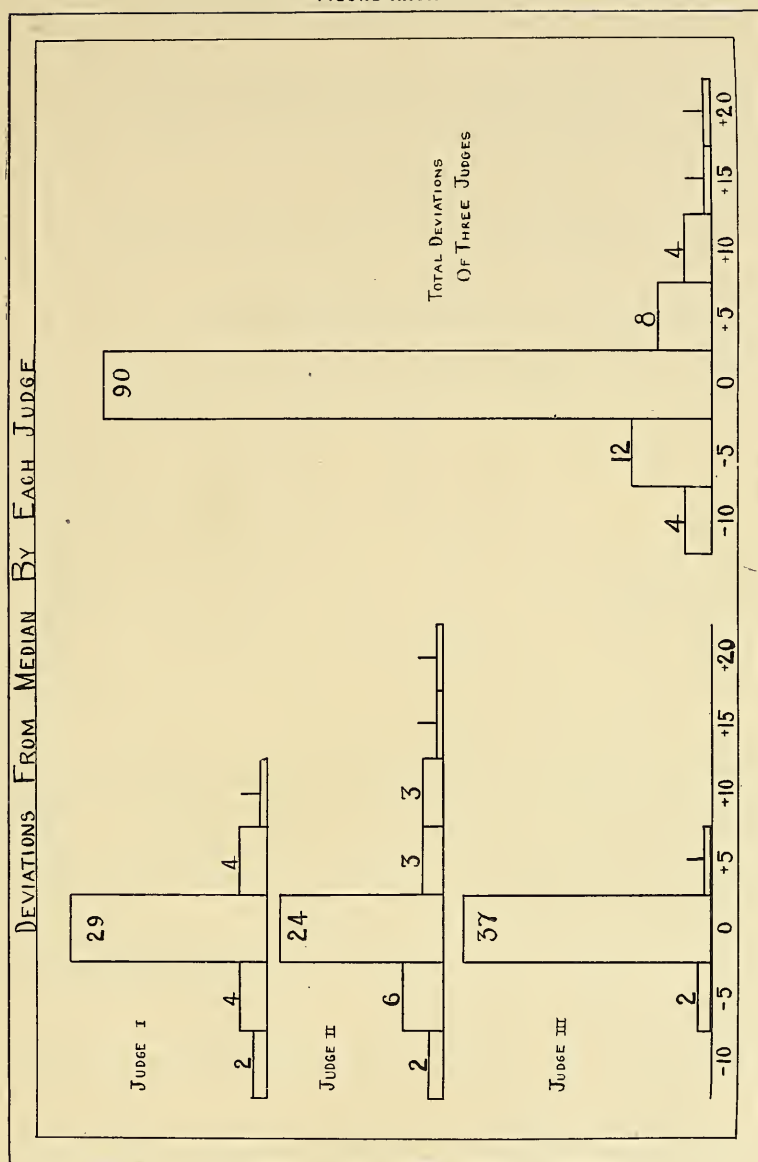 DEVIATIONS FROM MEDIAN BY EACH JUDGE
JUDGE I
2 4 29 4 1
JUDGE II
2 6 24 3 3 1 1
JUDGE III
2 37 1
-10 -5 0 +5 +10 +15 +20
TOTAL DEVIATIONS
OF THREE JUDGES
4 12 90 8 4 1 1
-10 -5 0 +5 +10 +15 +20